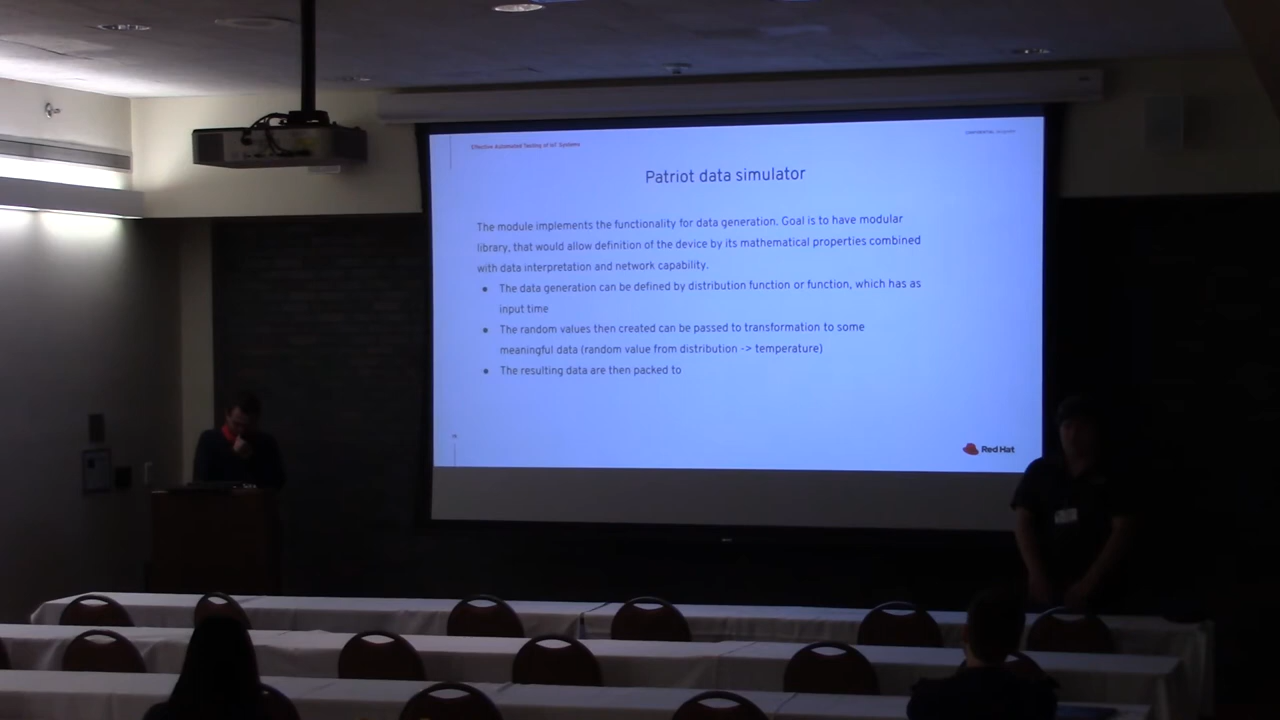 Effective Automated Testing of IoT Systems
CONFIDENTIAL
Patriot data simulator
The module implements the functionality for data generation. Goal is to have modular
library, that would allow definition of the device by its mathematical properties combined
with data interpretation and network capability.
• The data generation can be defined by distribution function or function, which has as
input time
• The random values then created can be passed to transformation to some
meaningful data (random value from distribution -> temperature)
• The resulting data are then packed to
Red Hat